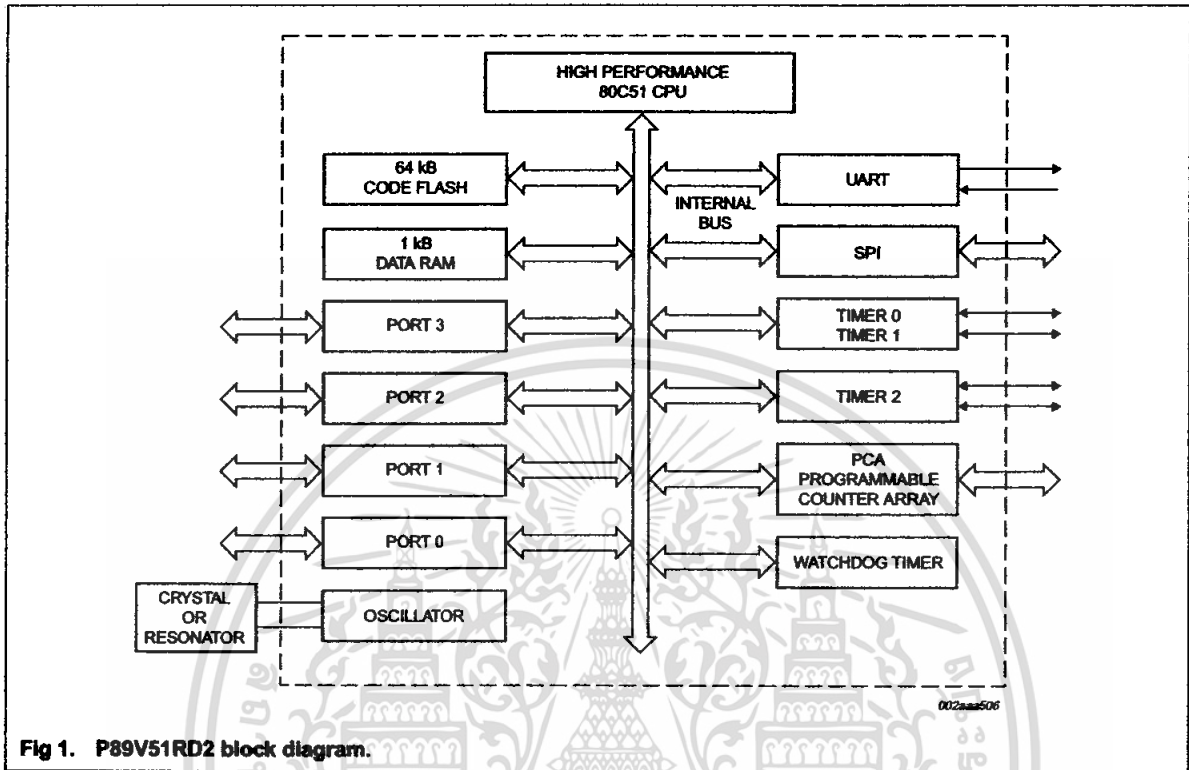 HIGH PERFORMANCE
80C51 CPU
64 kB
CODE FLASH
1 kB
DATA RAM
PORT 3
PORT 2
PORT 1
PORT 0
CRYSTAL
OR
RESONATOR
OSCILLATOR
INTERNAL
BUS
UART
SPI
TIMER 0
TIMER 1
TIMER 2
PCA
PROGRAMMABLE
COUNTER ARRAY
WATCHDOG TIMER
002aaa506
Fig 1. P89V51RD2 block diagram.